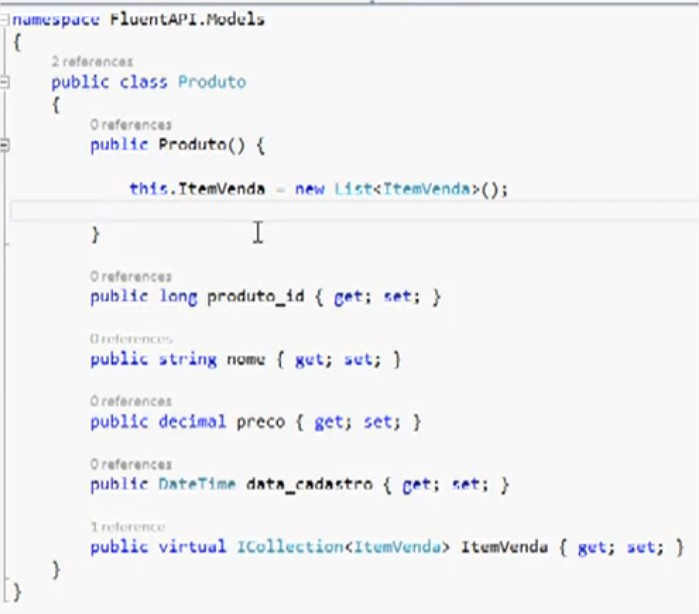 namespace FluentAPI.Models
{
2 references
public class Produto
{
0 references
public Produto() {
this.ItemVenda = new List<ItemVenda>();
}
0 references
public long produto_id { get; set; }
0 references
public string nome { get; set; }
0 references
public decimal preco { get; set; }
0 references
public DateTime data_cadastro { get; set; }
1 reference
public virtual ICollection<ItemVenda> ItemVenda { get; set; }
}
}